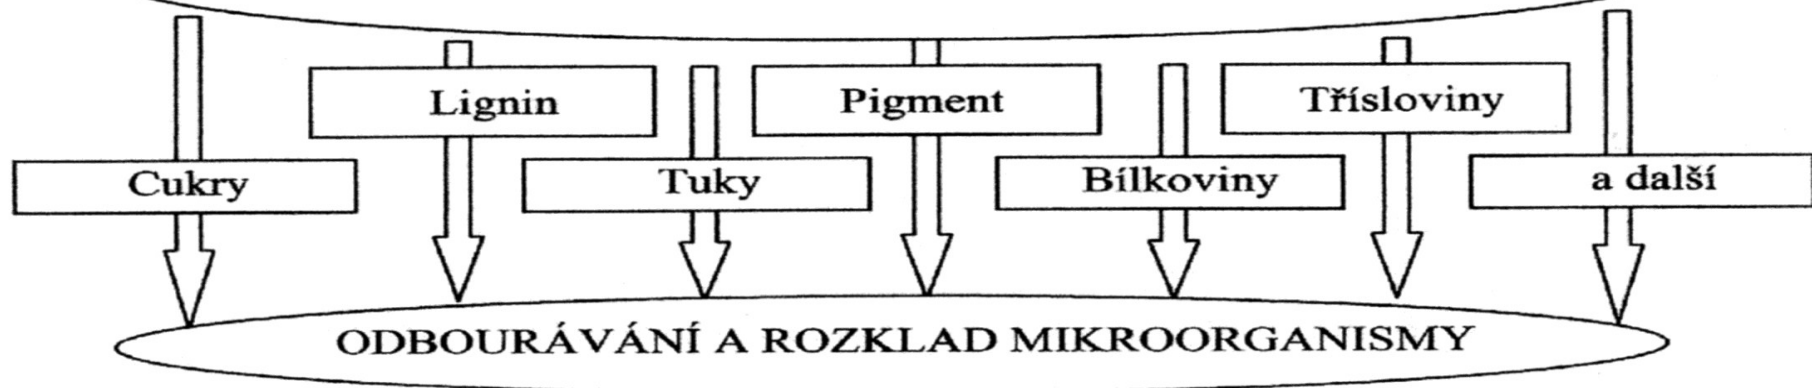 Lignin
Pigment
Třísloviny
Cukry
Tuky
Bílkoviny
a další
ODBOURÁVÁNÍ A ROZKLAD MIKROORGANISMY